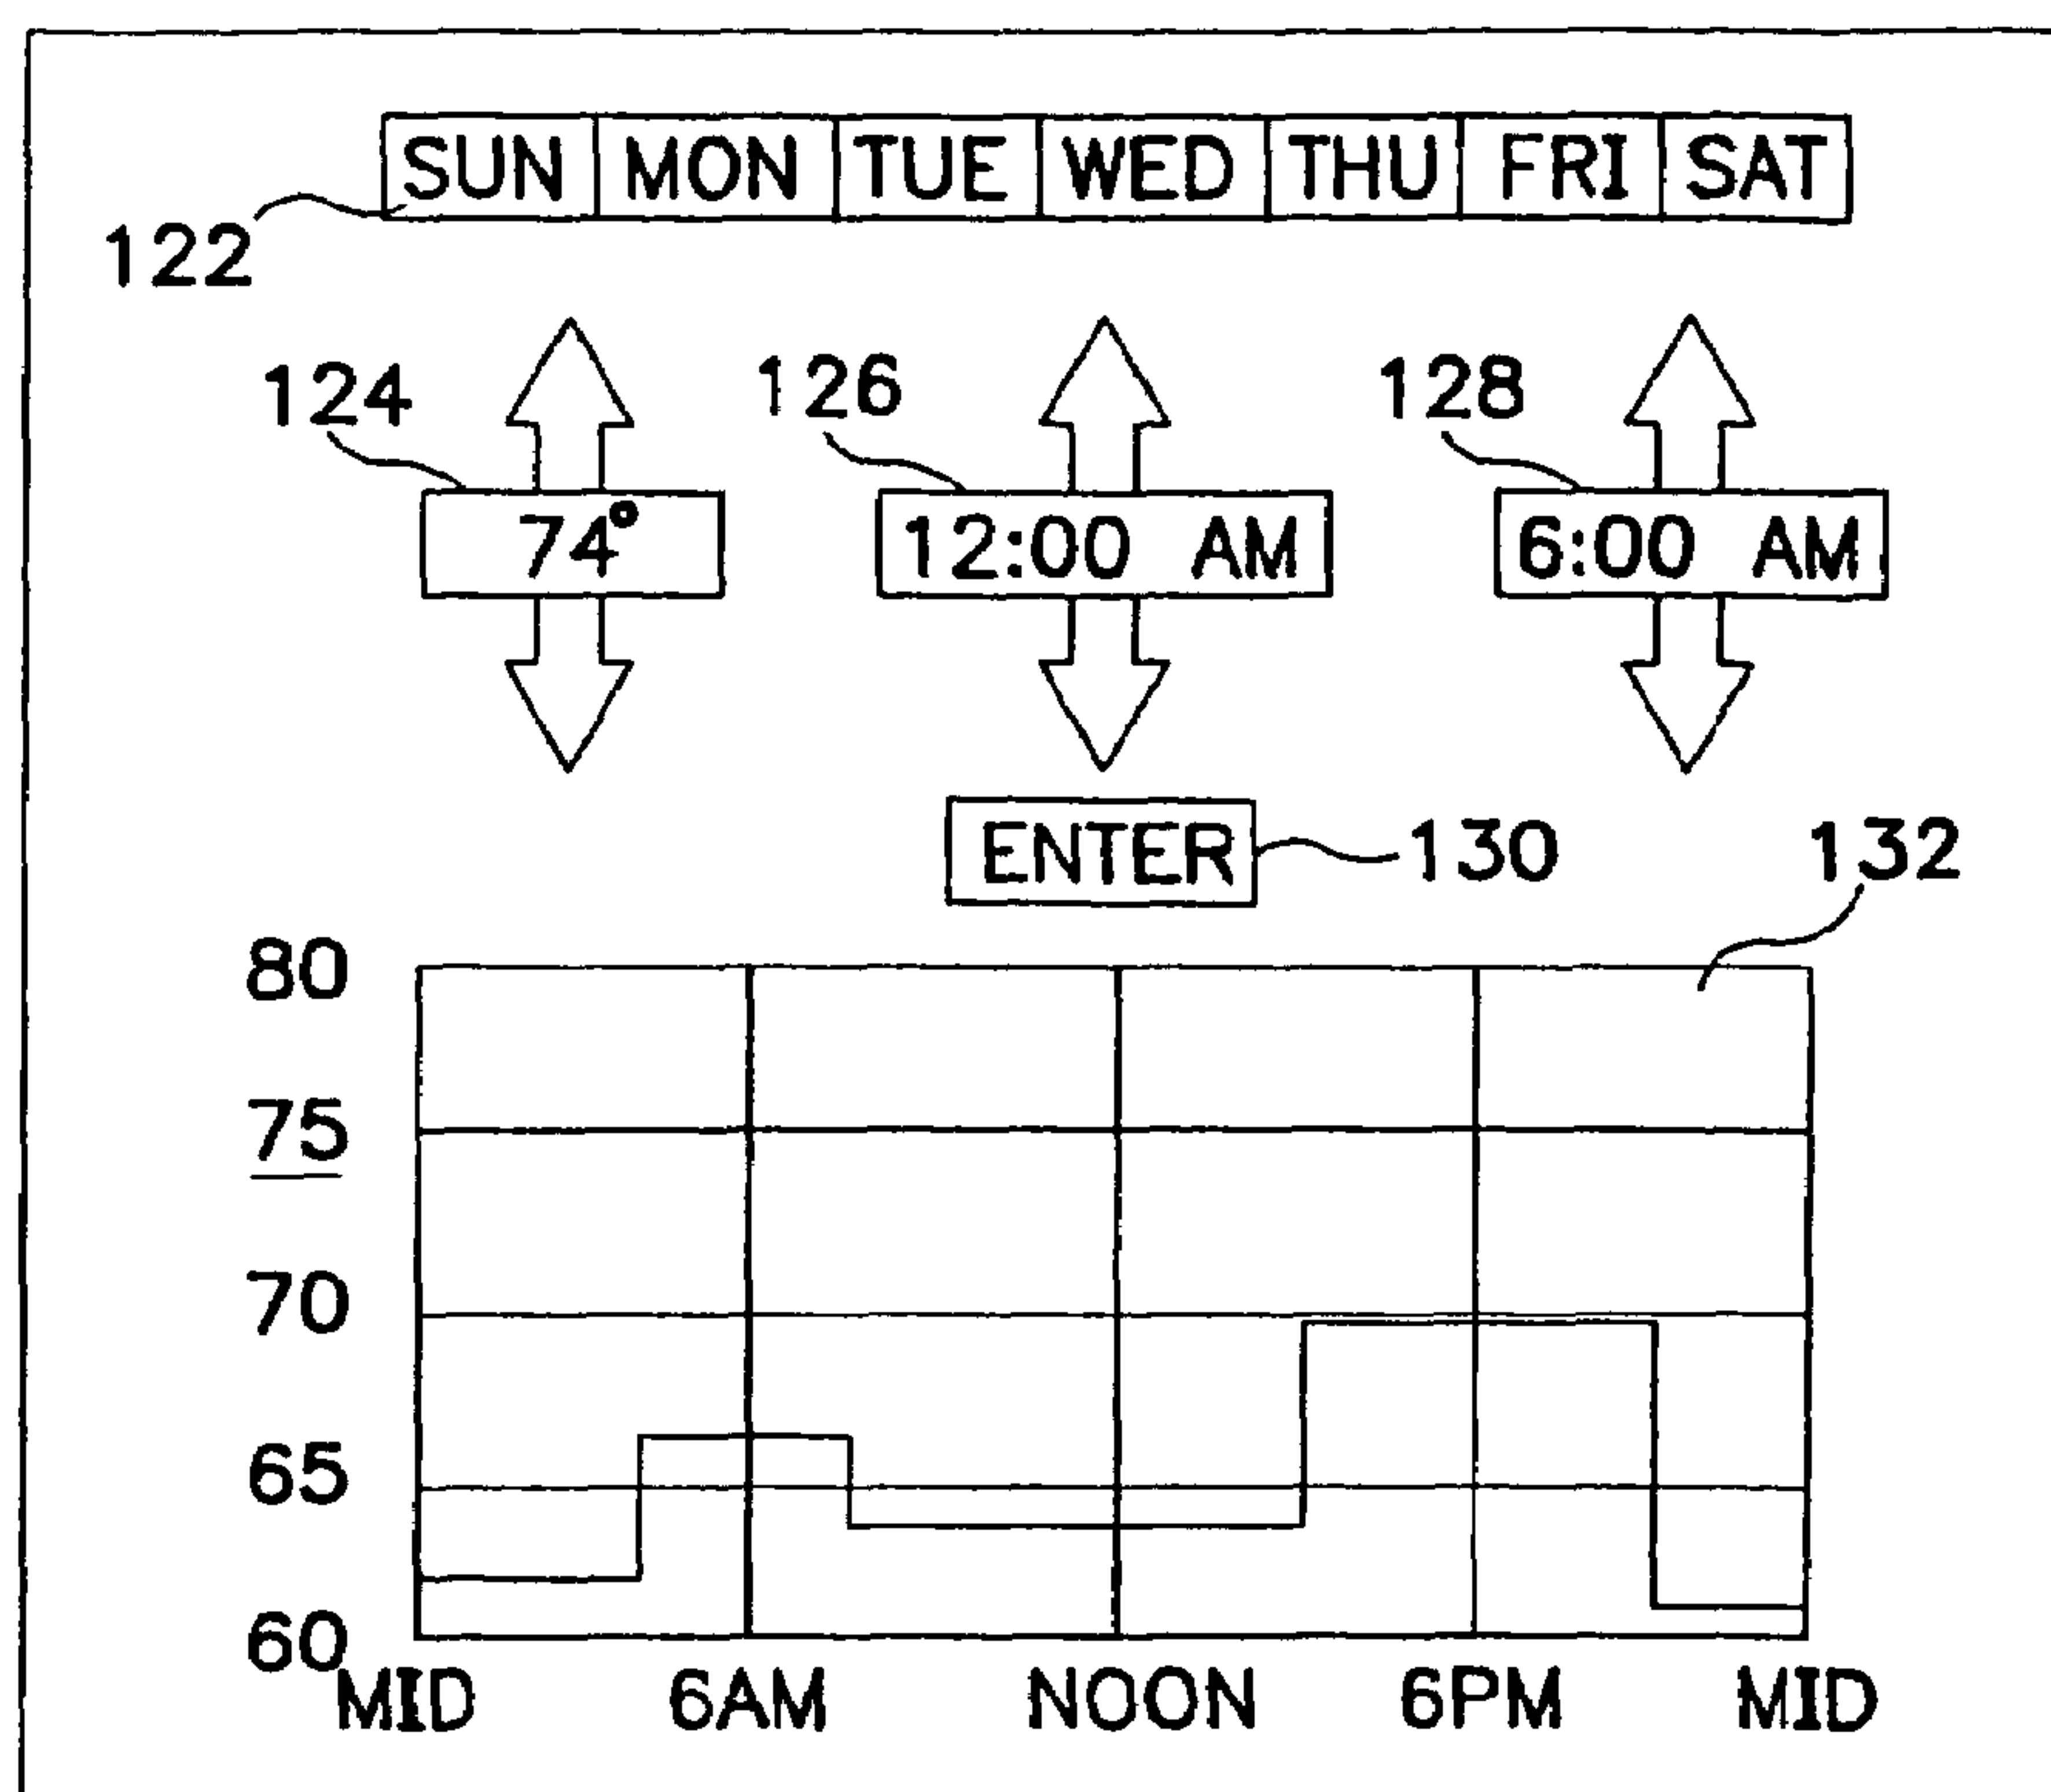 SUN MON TUE WED THU FRI SAT
122
124 126 128
74° 12:00 AM 6:00 AM
ENTER 130 132
80
75
70
65
60
MID 6AM NOON 6PM MID